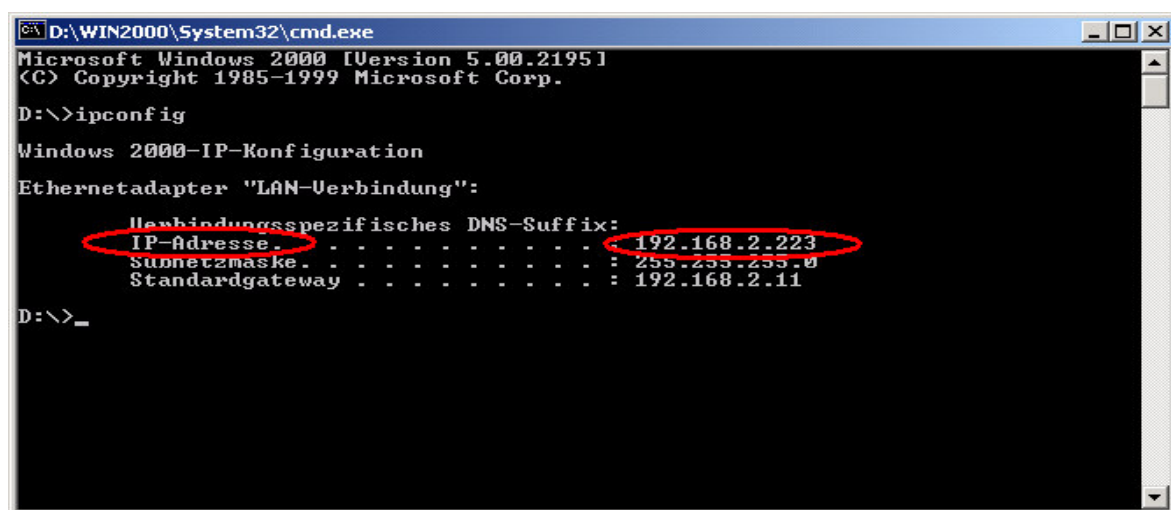 D:\WIN2000\System32\cmd.exe
Microsoft Windows 2000 [Version 5.00.2195]
(C) Copyright 1985-1999 Microsoft Corp.
D:\>ipconfig
Windows 2000-IP-Konfiguration
Ethernetadapter "LAN-Verbindung":
Verbindungsspezifisches DNS-Suffix:
IP-Adresse. . . . . . . . . . . . : 192.168.2.223
Subnetzmaske. . . . . . . . . . . : 255.255.255.0
Standardgateway . . . . . . . . . : 192.168.2.11
D:\>_